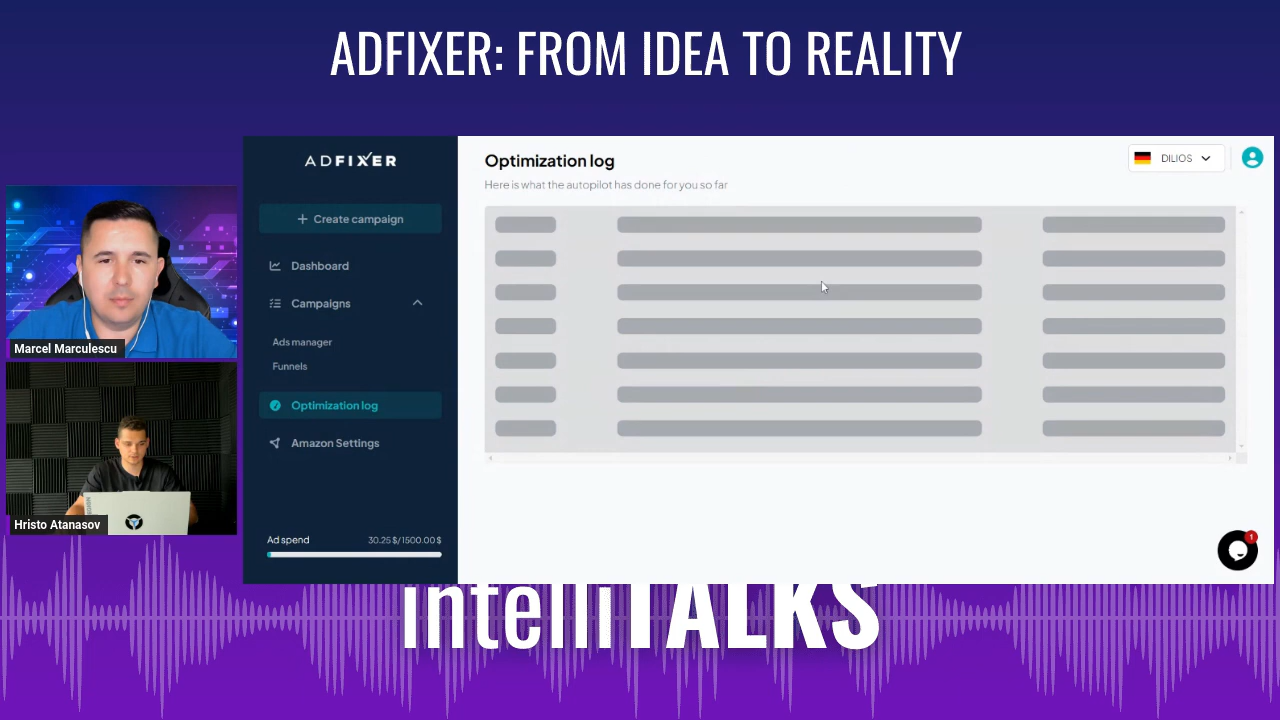 ADFIXER: FROM IDEA TO REALITY
Marcel Marculescu
Hristo Atanasov
ADFIXER
+ Create campaign
Dashboard
Campaigns
Ads manager
Funnels
Optimization log
Amazon Settings
Ad spend 30.25 $/1500.00 $
Optimization log
Here is what the autopilot has done for you so far
DILIOS
1
intelliTALKS